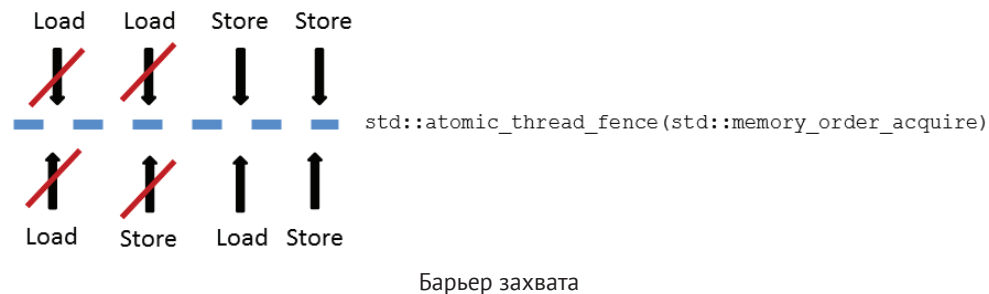 Load Load Store Store
std::atomic_thread_fence(std::memory_order_acquire)
Load Store Load Store
Барьер захвата